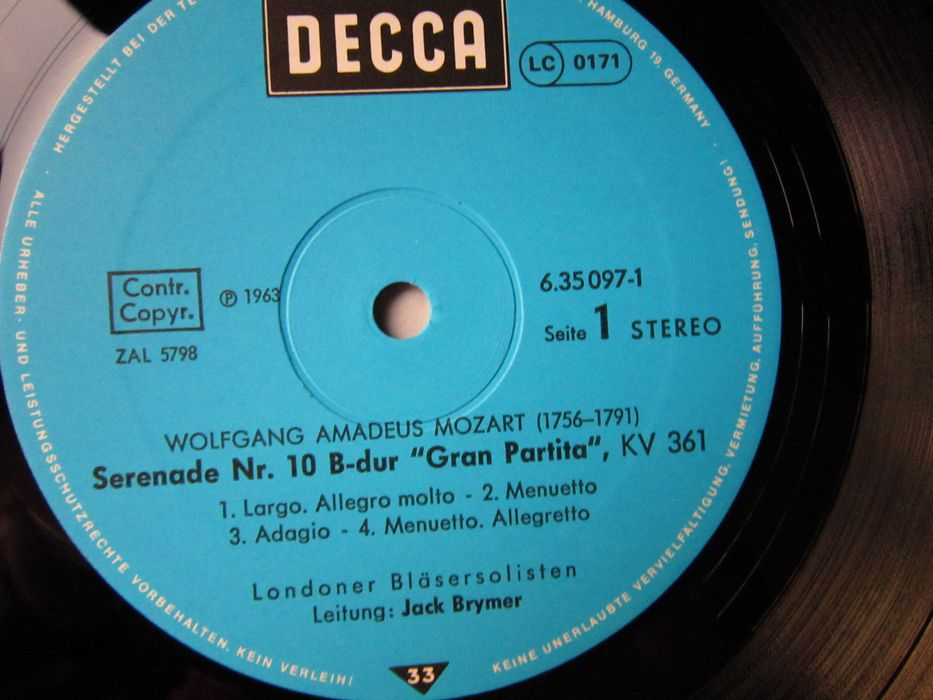 DECCA
LC 0171
HERGESTELLT BEI DER
HAMBURG 19, GERMANY ·
Contr.
Copyr.
℗ 1963
ZAL 5798
6.35097-1
Seite 1 STEREO
WOLFGANG AMADEUS MOZART (1756–1791)
Serenade Nr. 10 B-dur “Gran Partita“, KV 361
1. Largo. Allegro molto - 2. Menuetto
3. Adagio - 4. Menuetto. Allegretto
Londoner Bläsersolisten
Leitung: Jack Brymer
33
· ALLE URHEBER- UND LEISTUNGSSCHUTZRECHTE VORBEHALTEN. KEIN VERLEIH!
KEINE UNERLAUBTE VERVIELFÄLTIGUNG, VERMIETUNG, AUFFÜHRUNG, SENDUNG!